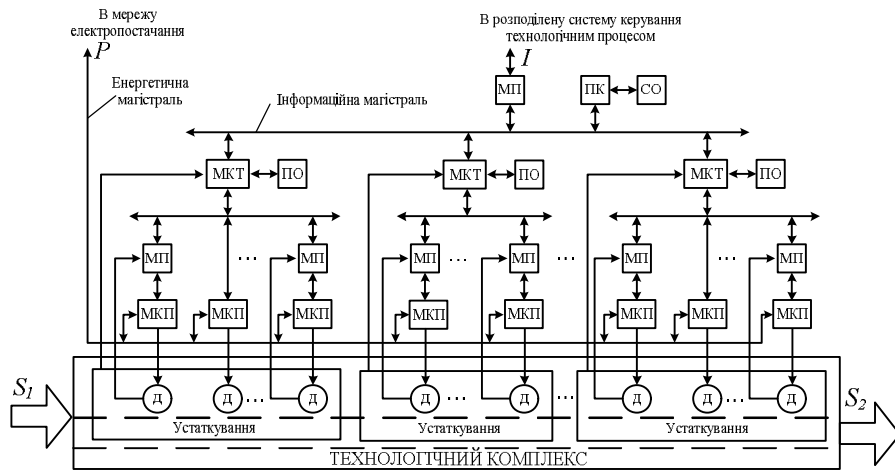 В мережу
електропостачання
В розподілену систему керування
технологічним процесом
P
I
Енергетична
магістраль
Інформаційна магістраль
МП
ПК
СО
МКТ
ПО
МКТ
ПО
МКТ
ПО
МП
...
МП
МП
...
МП
...
МП
...
МП
МКП
МКП
МКП
МКП
МКП
МКП
МКП
МКП
S1
Д
Д
...
Д
Д
...
Д
...
Д
Д
...
Д
S2
Устаткування
Устаткування
Устаткування
ТЕХНОЛОГІЧНИЙ КОМПЛЕКС